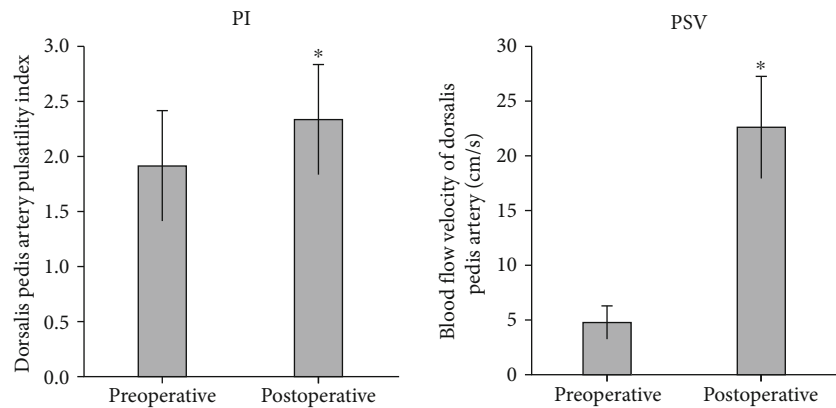 PI
Dorsalis pedis artery pulsatility index
3.0
2.5
2.0
1.5
1.0
0.5
0.0
*
Preoperative
Postoperative
PSV
Blood flow velocity of dorsalis
pedis artery (cm/s)
30
25
20
15
10
5
0
*
Preoperative
Postoperative